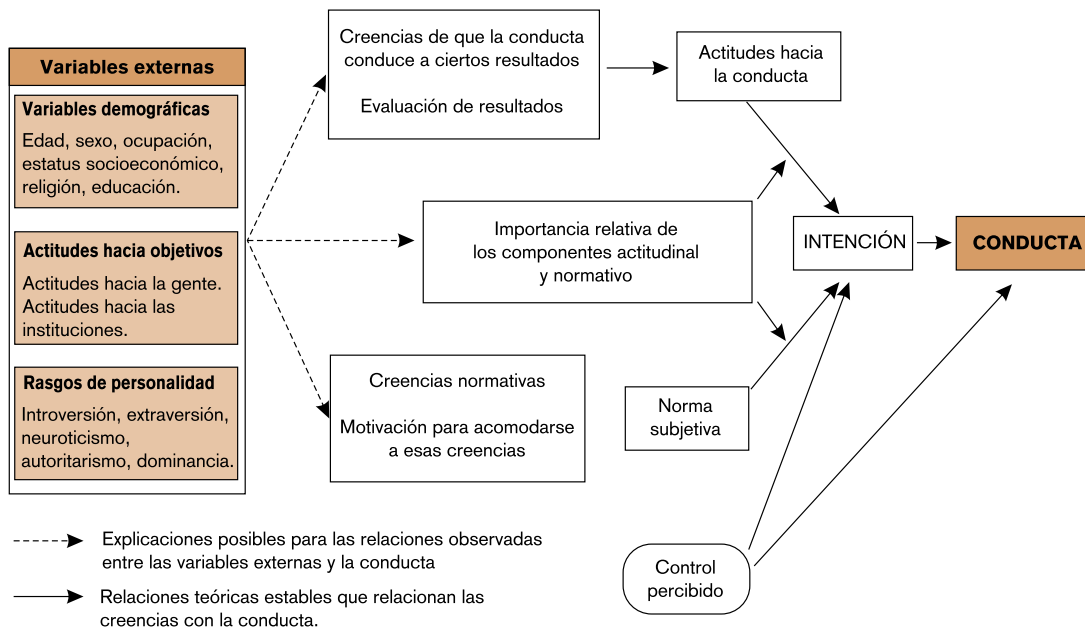 Variables externas
Variables demográficas
Edad, sexo, ocupación,
estatus socioeconómico,
religión, educación.
Actitudes hacia objetivos
Actitudes hacia la gente.
Actitudes hacia las
instituciones.
Rasgos de personalidad
Introversión, extraversión,
neuroticismo,
autoritarismo, dominancia.
Creencias de que la conducta
conduce a ciertos resultados
Evaluación de resultados
Importancia relativa de
los componentes actitudinal
y normativo
Creencias normativas
Motivación para acomodarse
a esas creencias
Actitudes hacia
la conducta
INTENCIÓN
CONDUCTA
Norma
subjetiva
Control
percibido
Explicaciones posibles para las relaciones observadas
entre las variables externas y la conducta
Relaciones teóricas estables que relacionan las
creencias con la conducta.